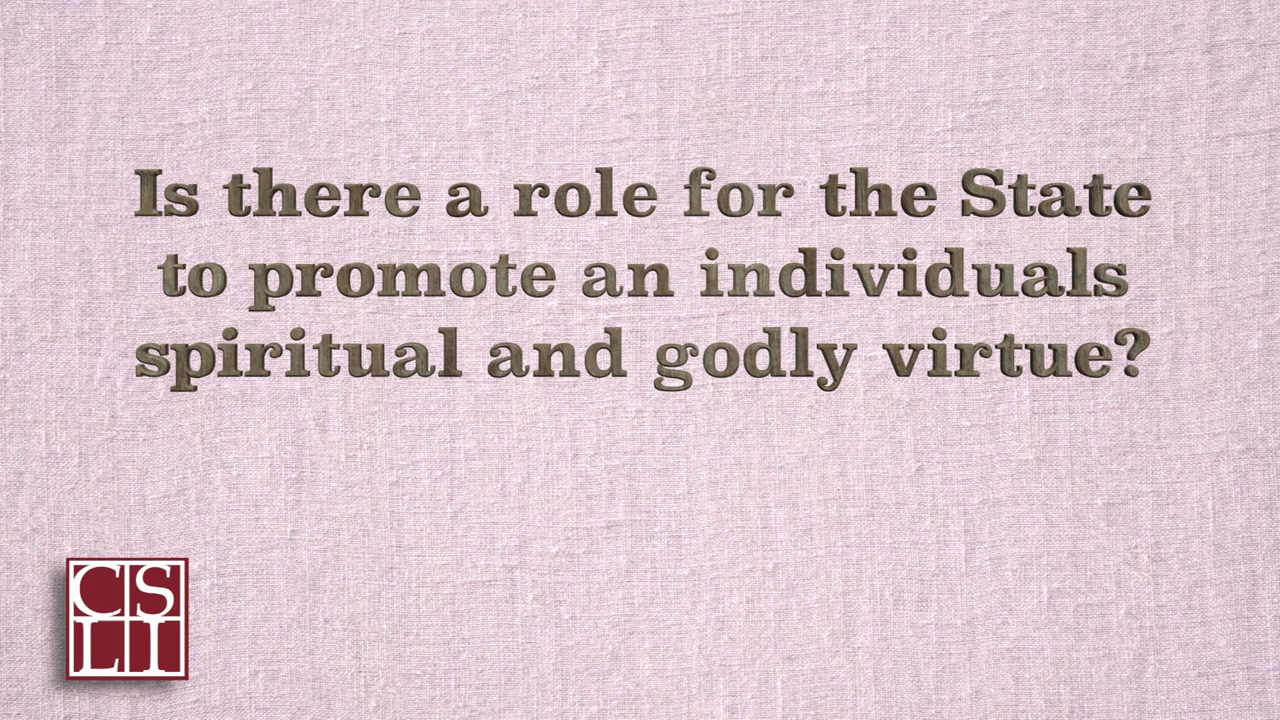 Is there a role for the State
to promote an individuals
spiritual and godly virtue?
CS
LI